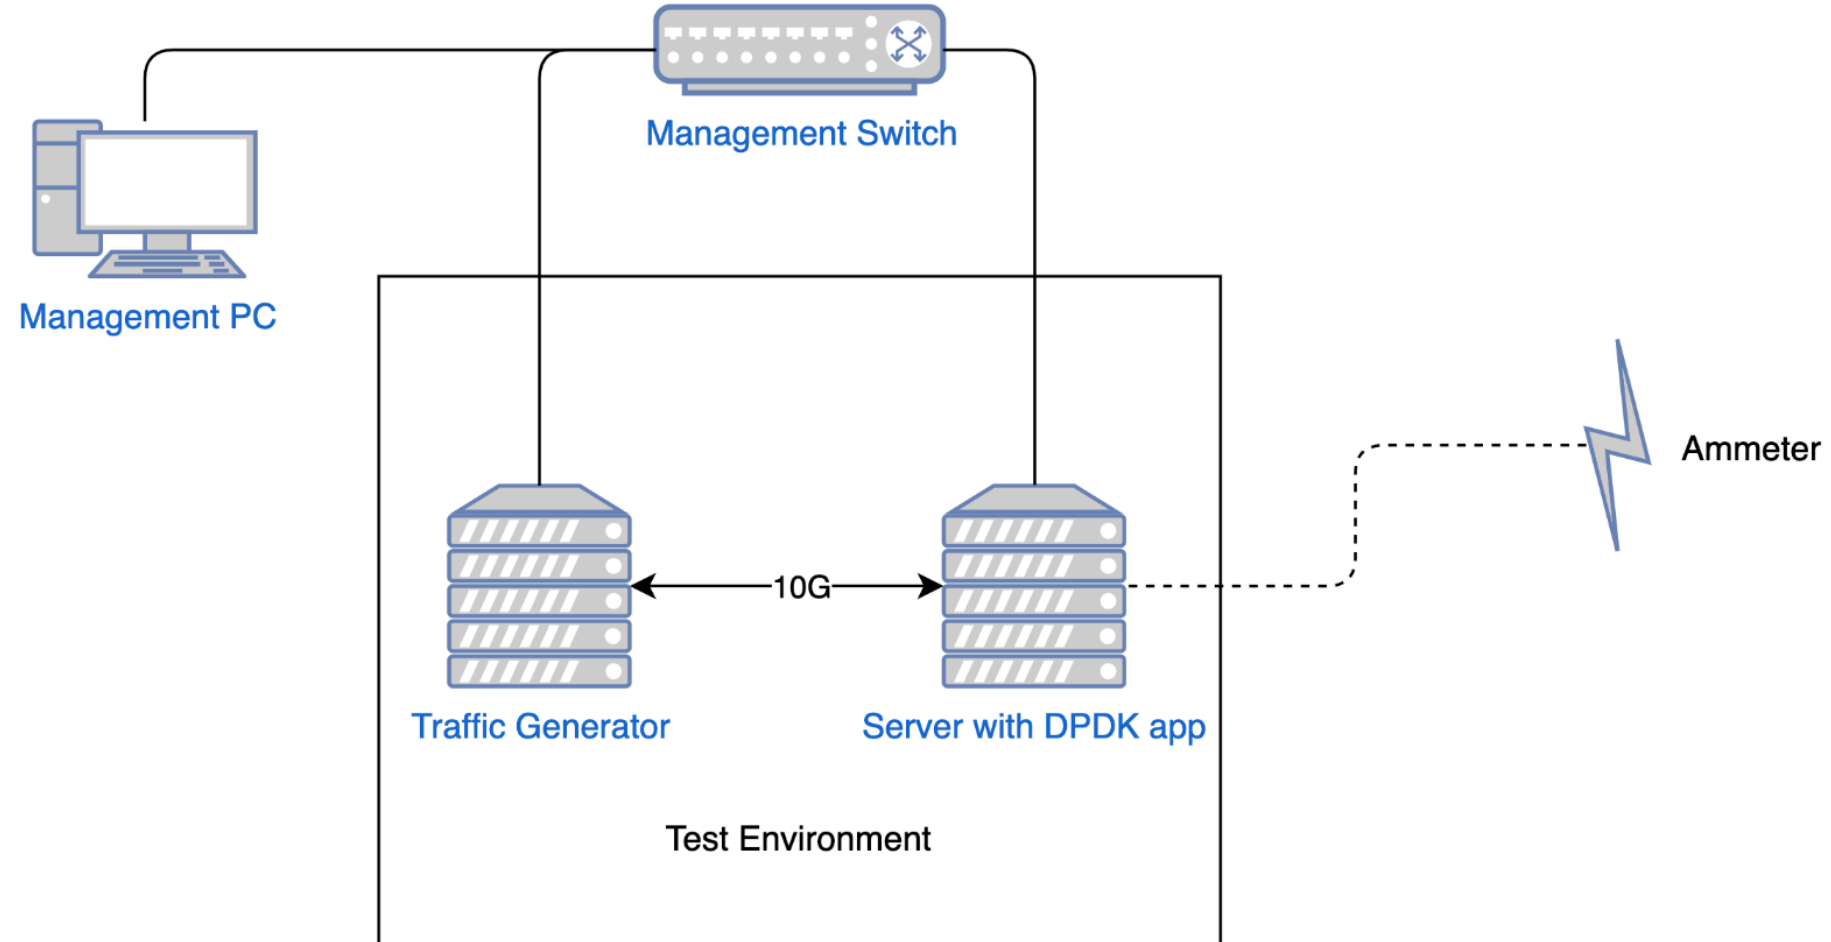 Management Switch
Management PC
Ammeter
10G
Traffic Generator
Server with DPDK app
Test Environment